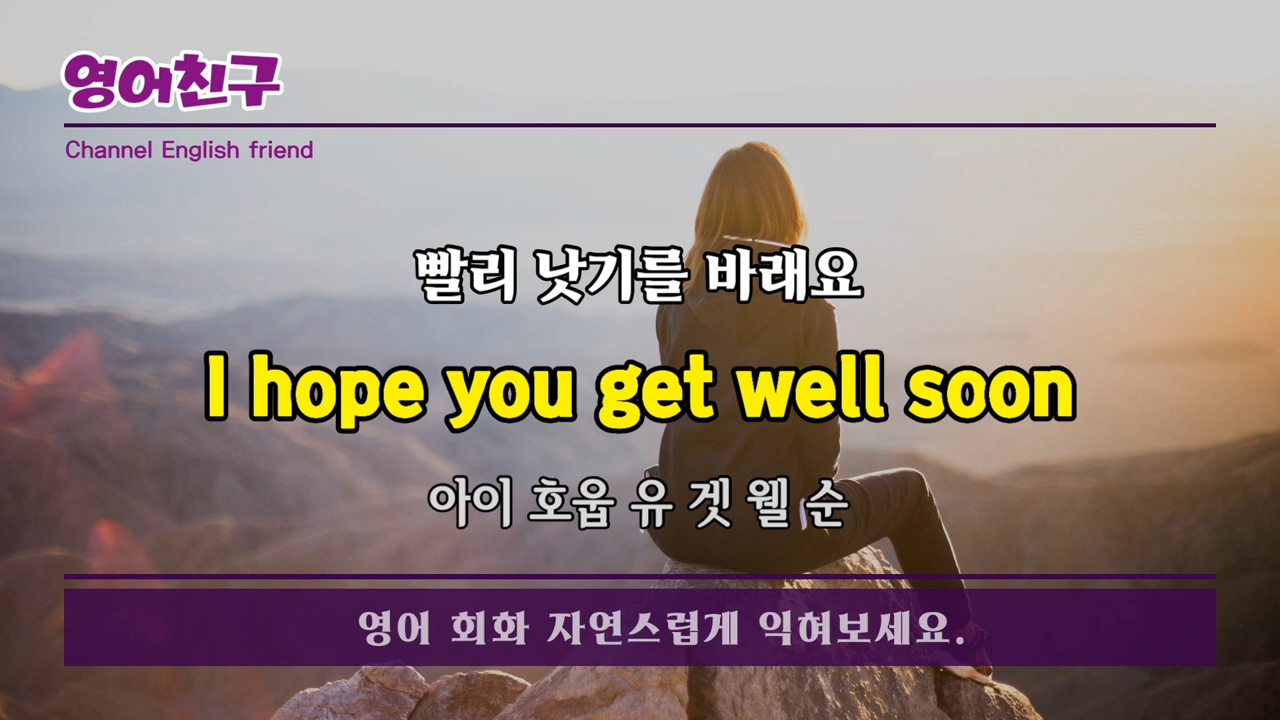 영어친구
Channel English friend
빨리 낫기를 바래요
I hope you get well soon
아이 호웁 유 겟 웰 순
영어 회화 자연스럽게 익혀보세요.